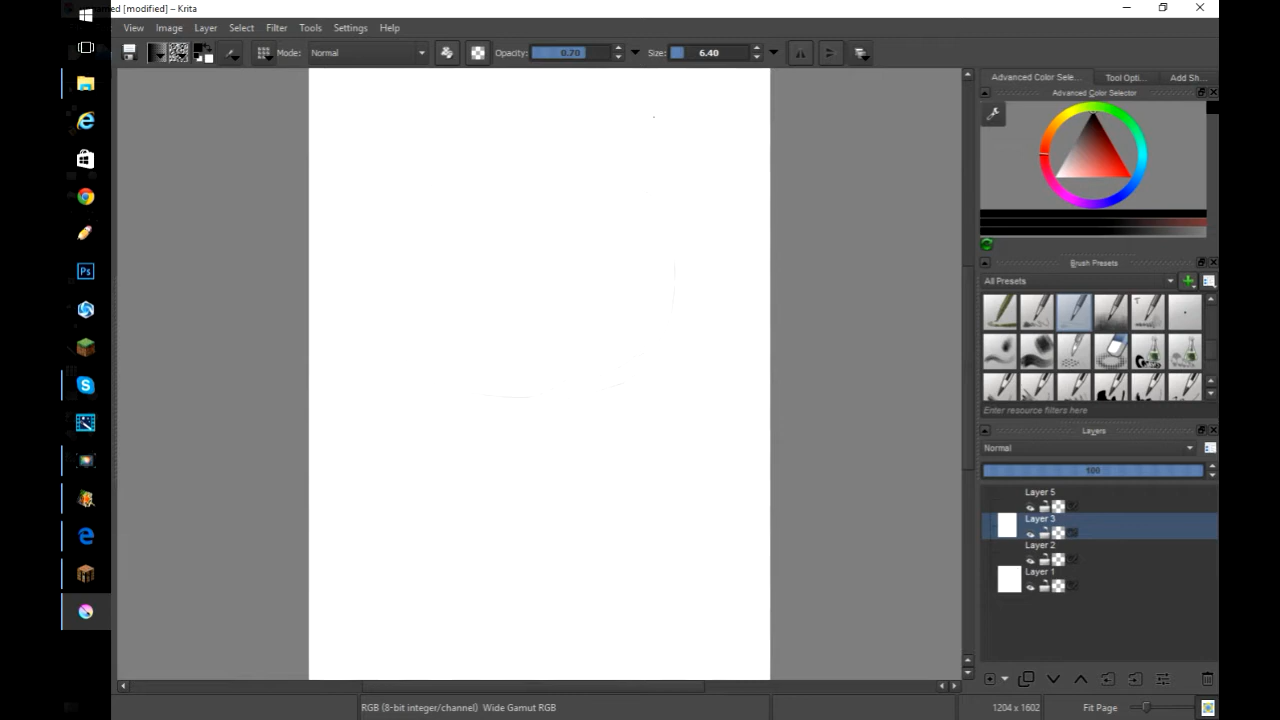 named [modified] - Krita
View Image Layer Select Filter Tools Settings Help
Mode: Normal Opacity: 0.70 Size: 6.40
Advanced Color Sele... Tool Opti... Add Sh...
Advanced Color Selector
Brush Presets
All Presets
Enter resource filters here
Layers
Normal
100
Layer 5
Layer 3
Layer 2
Layer 1
RGB (8-bit integer/channel) Wide Gamut RGB 1204 x 1602 Fit Page
Ps